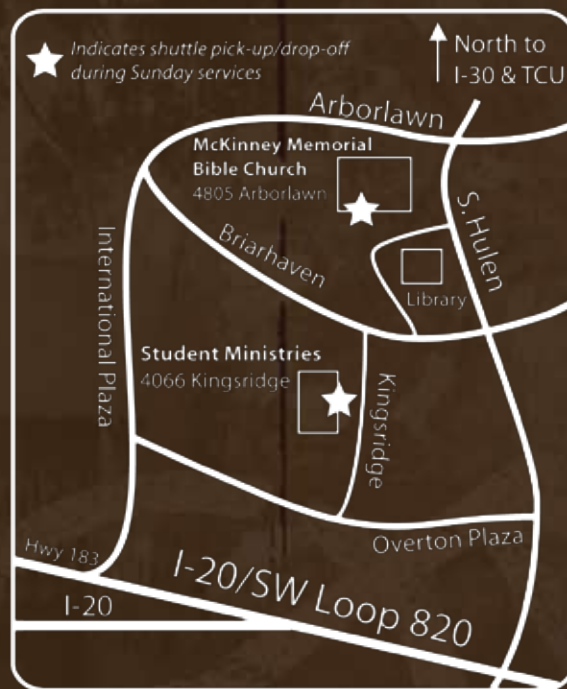 Indicates shuttle pick-up/drop-off
during Sunday services
North to
I-30 & TCU
Arborlawn
McKinney Memorial
Bible Church
4805 Arborlawn
S. Hulen
Briarhaven
International Plaza
Library
Student Ministries
4066 Kingsridge
Kingsridge
Overton Plaza
Hwy 183
I-20/SW Loop 820
I-20